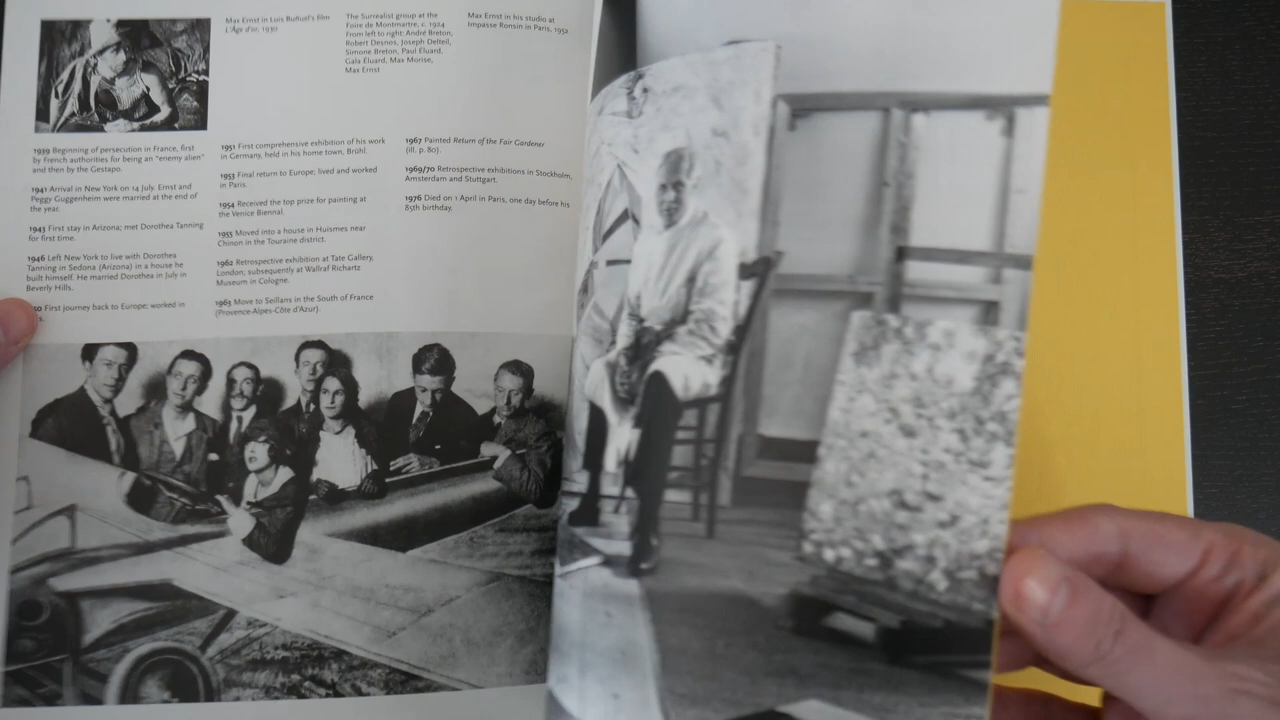 Max Ernst in Luis Buñuel's film
L'Âge d'or, 1930
The Surrealist group at the
Foire de Montmartre, c. 1924
From left to right: André Breton,
Robert Desnos, Joseph Delteil,
Simone Breton, Paul Éluard,
Gala Éluard, Max Morise,
Max Ernst
Max Ernst in his studio at
Impasse Ronsin in Paris, 1952
1939 Beginning of persecution in France, first
by French authorities for being an "enemy alien"
and then by the Gestapo.
1941 Arrival in New York on 14 July. Ernst and
Peggy Guggenheim were married at the end of
the year.
1943 First stay in Arizona; met Dorothea Tanning
for first time.
1946 Left New York to live with Dorothea
Tanning in Sedona (Arizona) in a house he
built himself. He married Dorothea in July in
Beverly Hills.
50 First journey back to Europe; worked in
s.
1951 First comprehensive exhibition of his work
in Germany, held in his home town, Brühl.
1953 Final return to Europe; lived and worked
in Paris.
1954 Received the top prize for painting at
the Venice Biennal.
1955 Moved into a house in Huismes near
Chinon in the Touraine district.
1962 Retrospective exhibition at Tate Gallery,
London; subsequently at Wallraf Richartz
Museum in Cologne.
1963 Move to Seillans in the South of France
(Provence-Alpes-Côte d'Azur).
1967 Painted Return of the Fair Gardener
(ill. p. 80).
1969/70 Retrospective exhibitions in Stockholm,
Amsterdam and Stuttgart.
1976 Died on 1 April in Paris, one day before his
85th birthday.